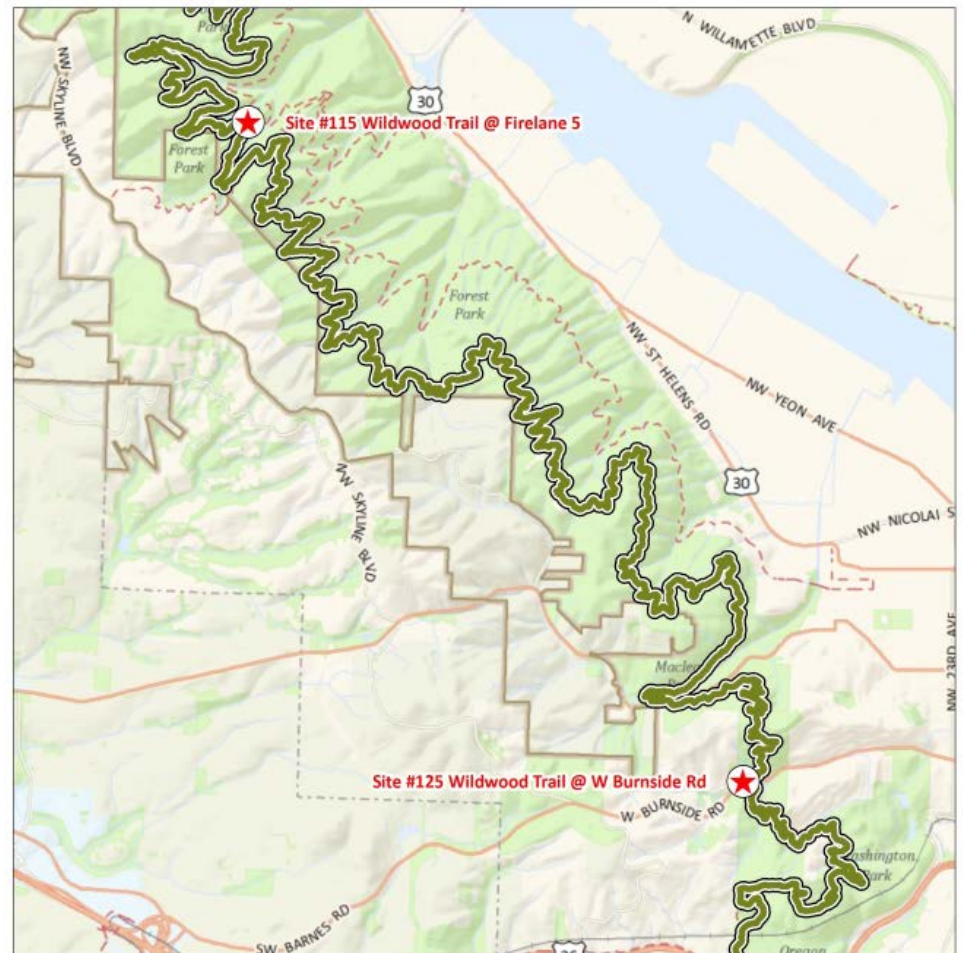 Park
N WILLAMETTE BLVD
NW SKYLINE BLVD
30
Site #115 Wildwood Trail @ Firelane 5
Forest
Park
Forest
Park
NW ST HELENS RD
NW YEON AVE
NW SKYLINE BLVD
30
NW NICOLAI S
NW 23RD AVE
Site #125 Wildwood Trail @ W Burnside Rd
W BURNSIDE RD
ashington
Park
SW BARNES RD
Oregon